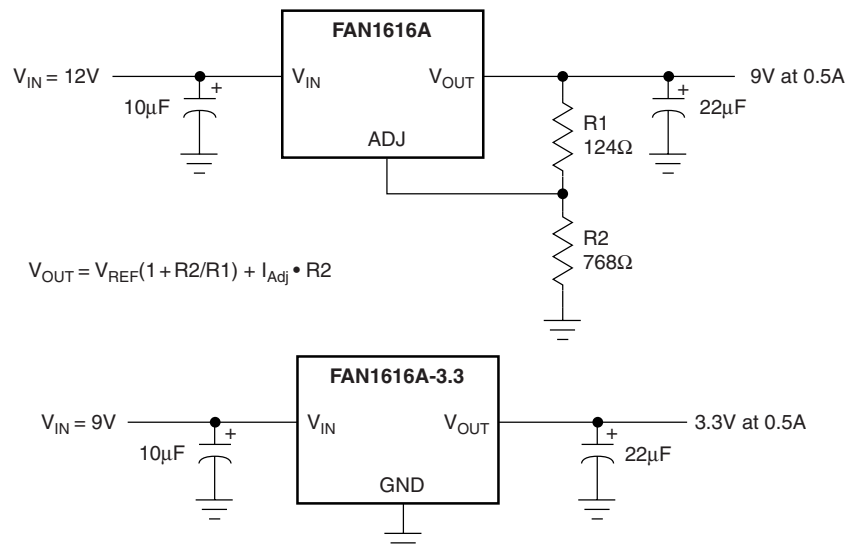 FAN1616A
V_IN = 12V
V_IN
V_OUT
9V at 0.5A
10μF
+
ADJ
R1
124Ω
+
22μF
R2
768Ω
V_OUT = V_REF(1 + R2/R1) + I_Adj • R2
FAN1616A-3.3
V_IN = 9V
V_IN
V_OUT
3.3V at 0.5A
10μF
+
GND
+
22μF